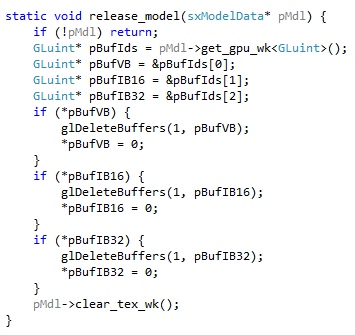 static void release_model(sxModelData* pMdl) {
    if (!pMdl) return;
    GLuint* pBufIds = pMdl->get_gpu_wk<GLuint>();
    GLuint* pBufVB = &pBufIds[0];
    GLuint* pBufIB16 = &pBufIds[1];
    GLuint* pBufIB32 = &pBufIds[2];
    if (*pBufVB) {
        glDeleteBuffers(1, pBufVB);
        *pBufVB = 0;
    }
    if (*pBufIB16) {
        glDeleteBuffers(1, pBufIB16);
        *pBufIB16 = 0;
    }
    if (*pBufIB32) {
        glDeleteBuffers(1, pBufIB32);
        *pBufIB32 = 0;
    }
    pMdl->clear_tex_wk();
}